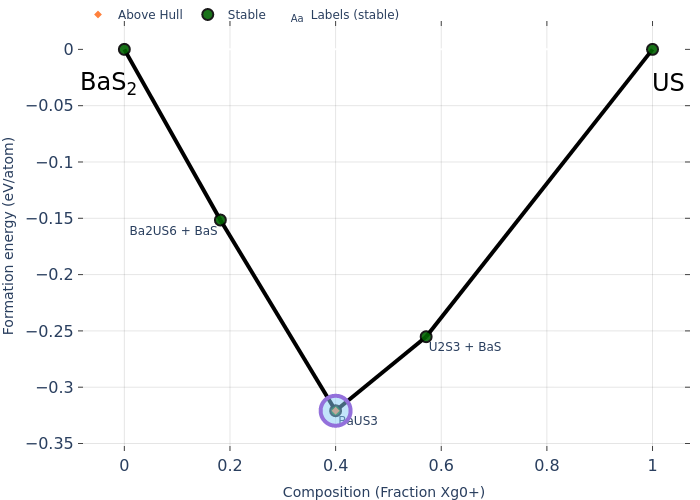 Above Hull Stable Aa Labels (stable)
0
−0.05
−0.1
−0.15
−0.2
−0.25
−0.3
−0.35
Formation energy (eV/atom)
BaS2
US
Ba2US6 + BaS
U2S3 + BaS
BaUS3
0 0.2 0.4 0.6 0.8 1
Composition (Fraction Xg0+)